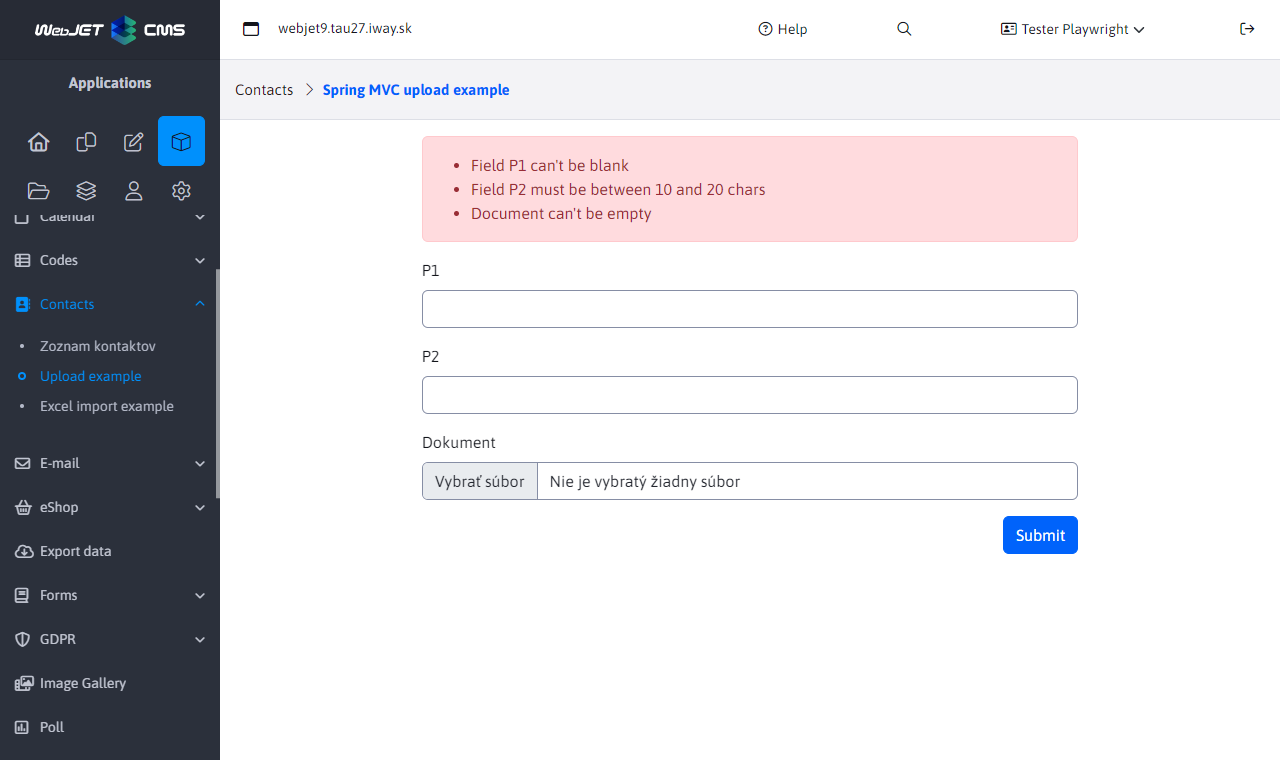 WebJET CMS
webjet9.tau27.iway.sk
Help
Tester Playwright
Applications
Contacts
Spring MVC upload example
Calendar
Codes
Contacts
Zoznam kontaktov
Upload example
Excel import example
E-mail
eShop
Export data
Forms
GDPR
Image Gallery
Poll
Field P1 can't be blank
Field P2 must be between 10 and 20 chars
Document can't be empty
P1
P2
Dokument
Vybrať súbor
Nie je vybratý žiadny súbor
Submit